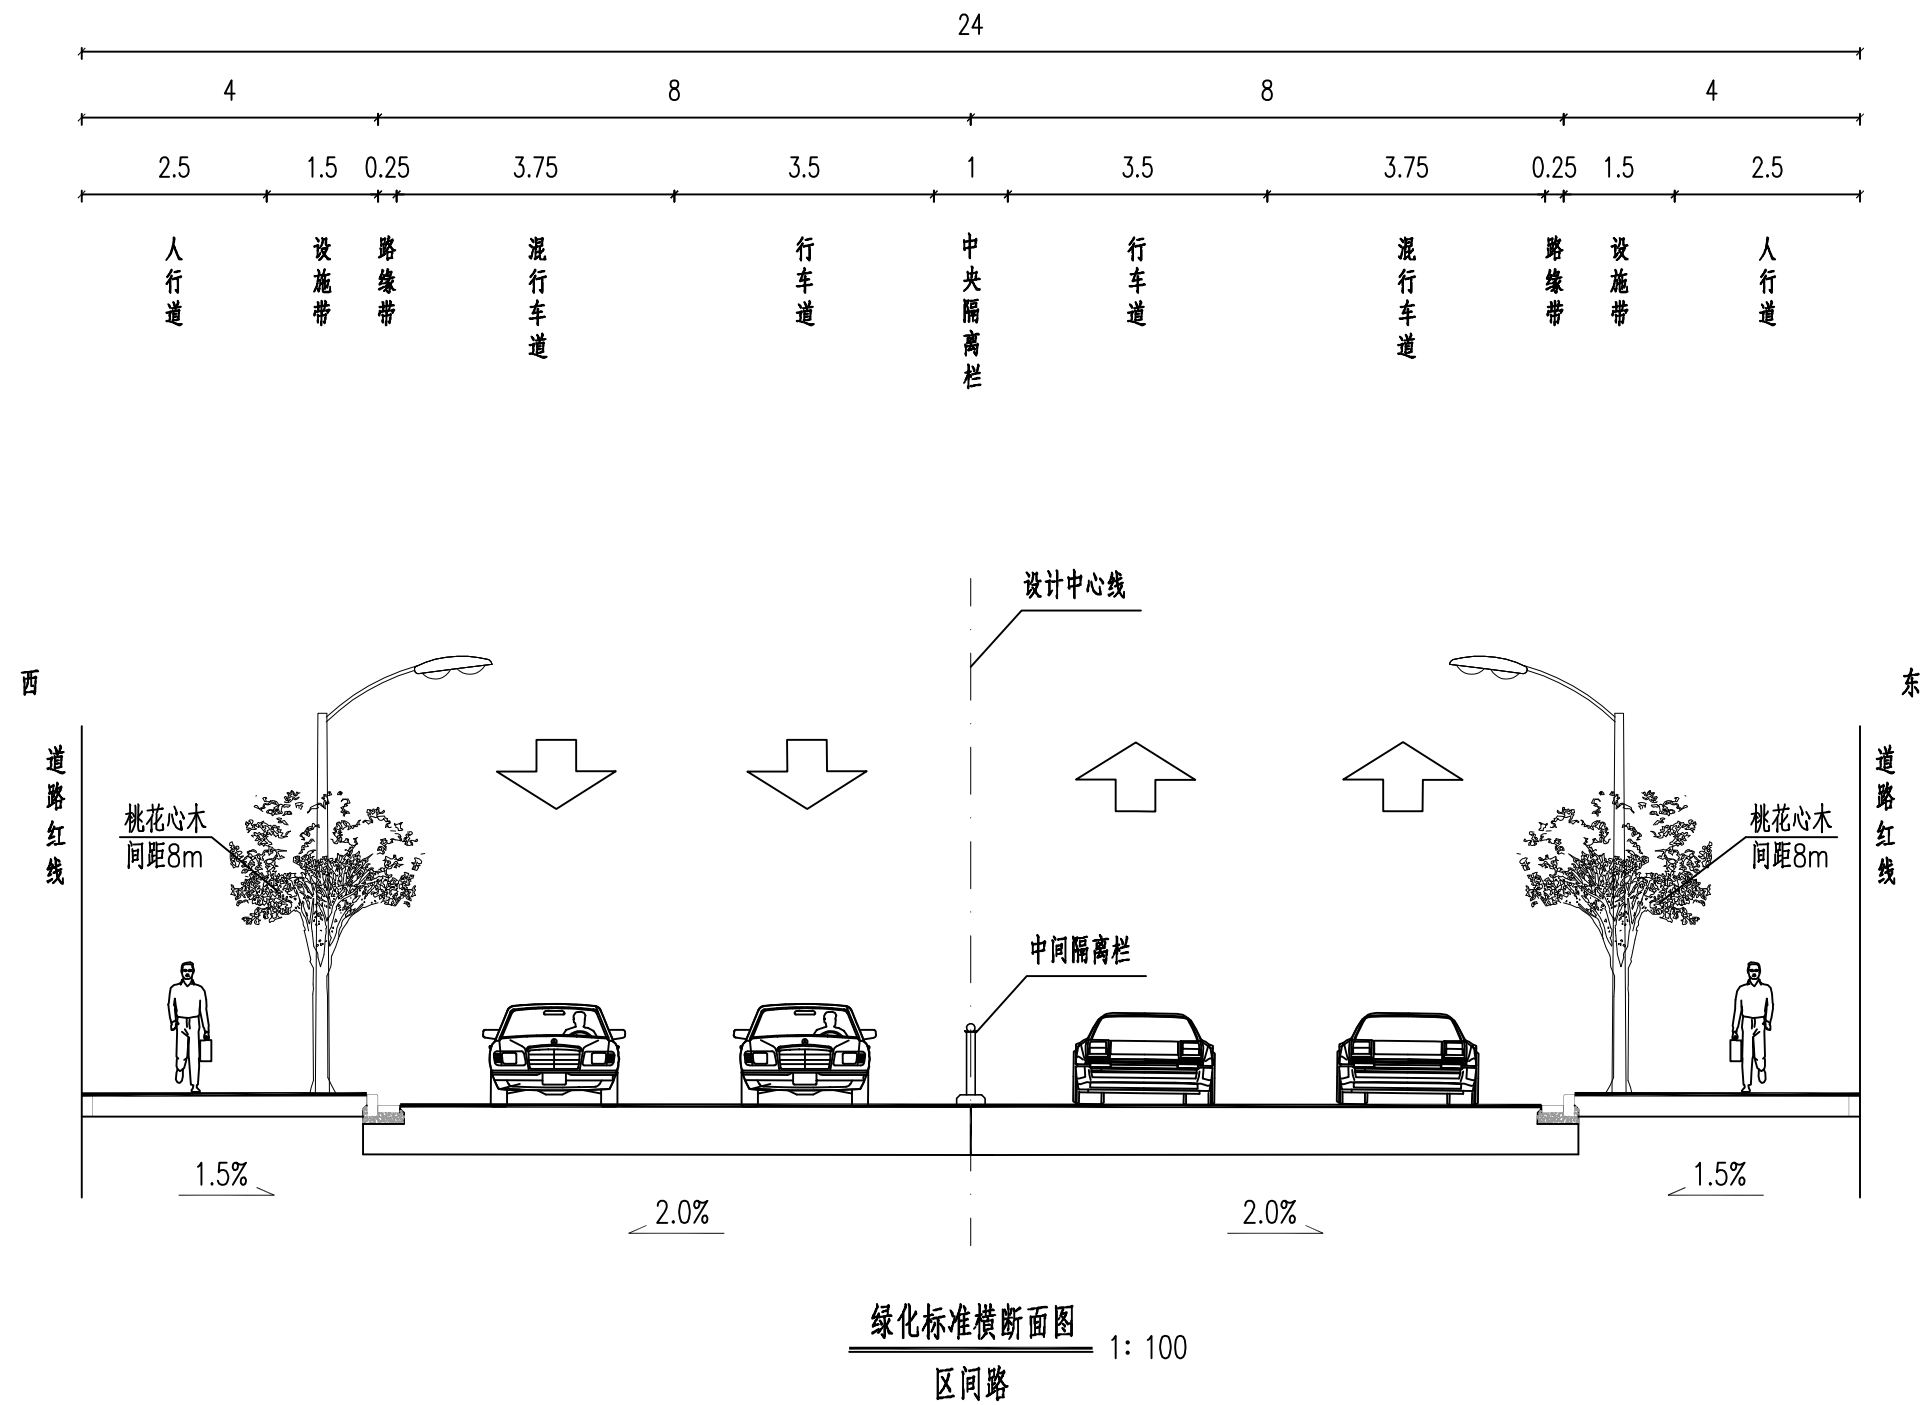 24
4 8 8 4
2.5 1.5 0.25 3.75 3.5 1 3.5 3.75 0.25 1.5 2.5
人行道
设施带
路缘带
混行车道
行车道
中央隔离栏
行车道
混行车道
路缘带
设施带
人行道
设计中心线
西
东
道路红线
道路红线
桃花心木
间距8m
桃花心木
间距8m
中间隔离栏
1.5%
1.5%
2.0%
2.0%
绿化标准横断面图
1: 100
区间路